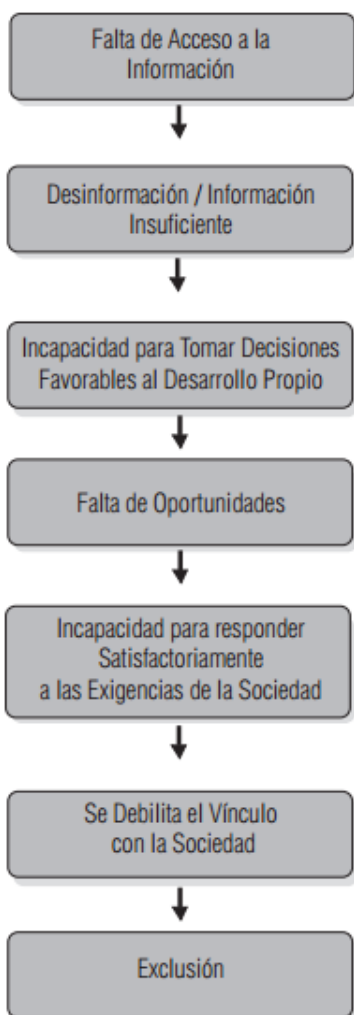 Falta de Acceso a la
Información
Desinformación / Información
Insuficiente
Incapacidad para Tomar Decisiones
Favorables al Desarrollo Propio
Falta de Oportunidades
Incapacidad para responder
Satisfactoriamente
a las Exigencias de la Sociedad
Se Debilita el Vínculo
con la Sociedad
Exclusión